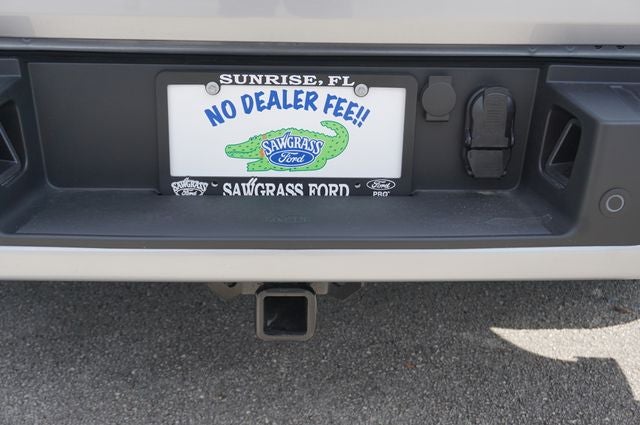 SUNRISE, FL
NO DEALER FEE!!
SAWGRASS
Ford
SAWGRASS
Ford
SAWGRASS FORD
Ford
PRO